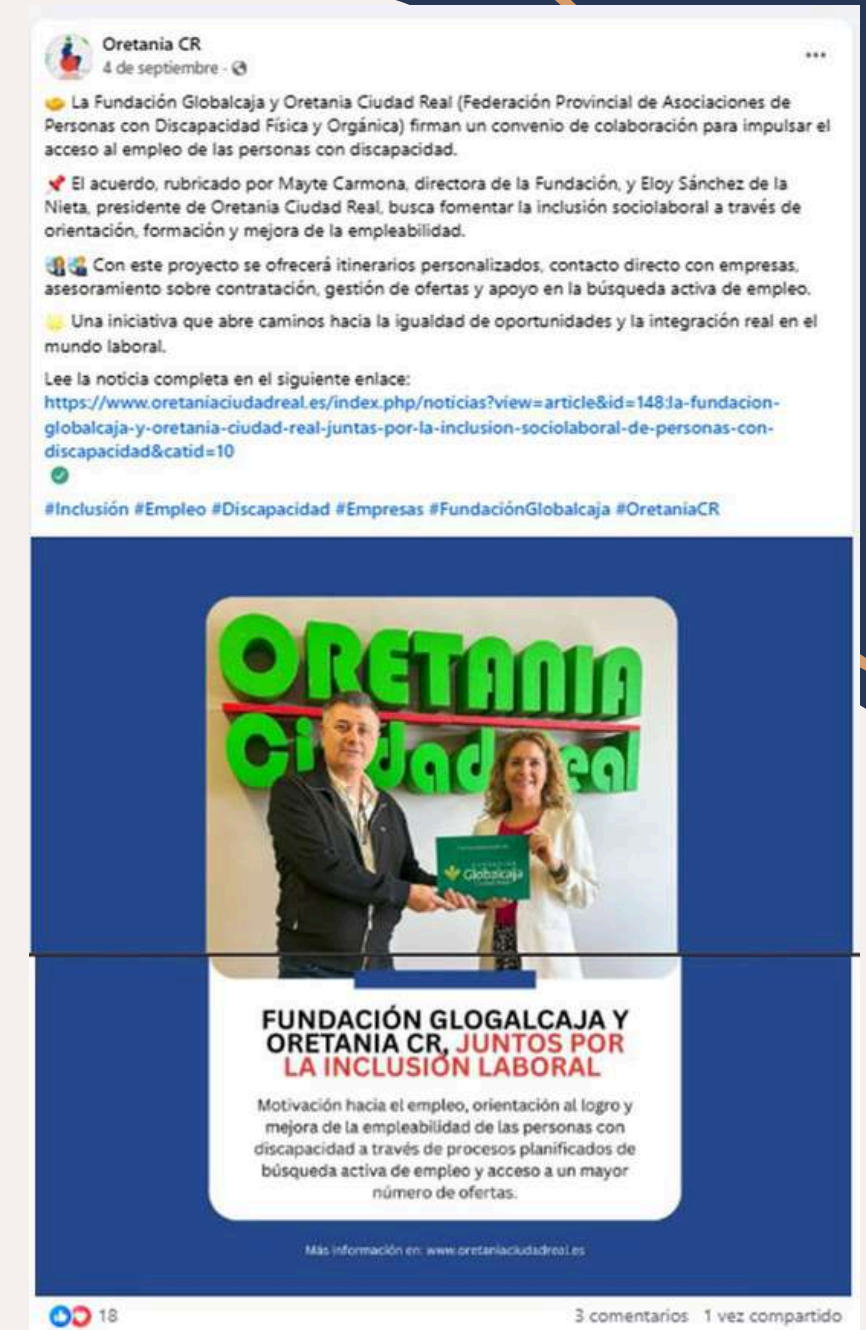 Oretania CR
4 de septiembre ·
...
La Fundación Globalcaja y Oretania Ciudad Real (Federación Provincial de Asociaciones de
Personas con Discapacidad Física y Orgánica) firman un convenio de colaboración para impulsar el
acceso al empleo de las personas con discapacidad.
El acuerdo, rubricado por Mayte Carmona, directora de la Fundación, y Eloy Sánchez de la
Nieta, presidente de Oretania Ciudad Real, busca fomentar la inclusión sociolaboral a través de
orientación, formación y mejora de la empleabilidad.
Con este proyecto se ofrecerá itinerarios personalizados, contacto directo con empresas,
asesoramiento sobre contratación, gestión de ofertas y apoyo en la búsqueda activa de empleo.
Una iniciativa que abre caminos hacia la igualdad de oportunidades y la integración real en el
mundo laboral.
Lee la noticia completa en el siguiente enlace:
https://www.oretaniaciudadreal.es/index.php/noticias?view=article&id=148:la-fundacion-
globalcaja-y-oretania-ciudad-real-juntas-por-la-inclusion-sociolaboral-de-personas-con-
discapacidad&catid=10
#Inclusión #Empleo #Discapacidad #Empresas #FundaciónGlobalcaja #OretaniaCR
ORETANIA
Ciudad Real
Globalcaja
FUNDACIÓN GLOGALCAJA Y
ORETANIA CR, JUNTOS POR
LA INCLUSIÓN LABORAL
Motivación hacia el empleo, orientación al logro y
mejora de la empleabilidad de las personas con
discapacidad a través de procesos planificados de
búsqueda activa de empleo y acceso a un mayor
número de ofertas.
Más información en: www.oretaniaciudadreal.es
18
3 comentarios 1 vez compartido